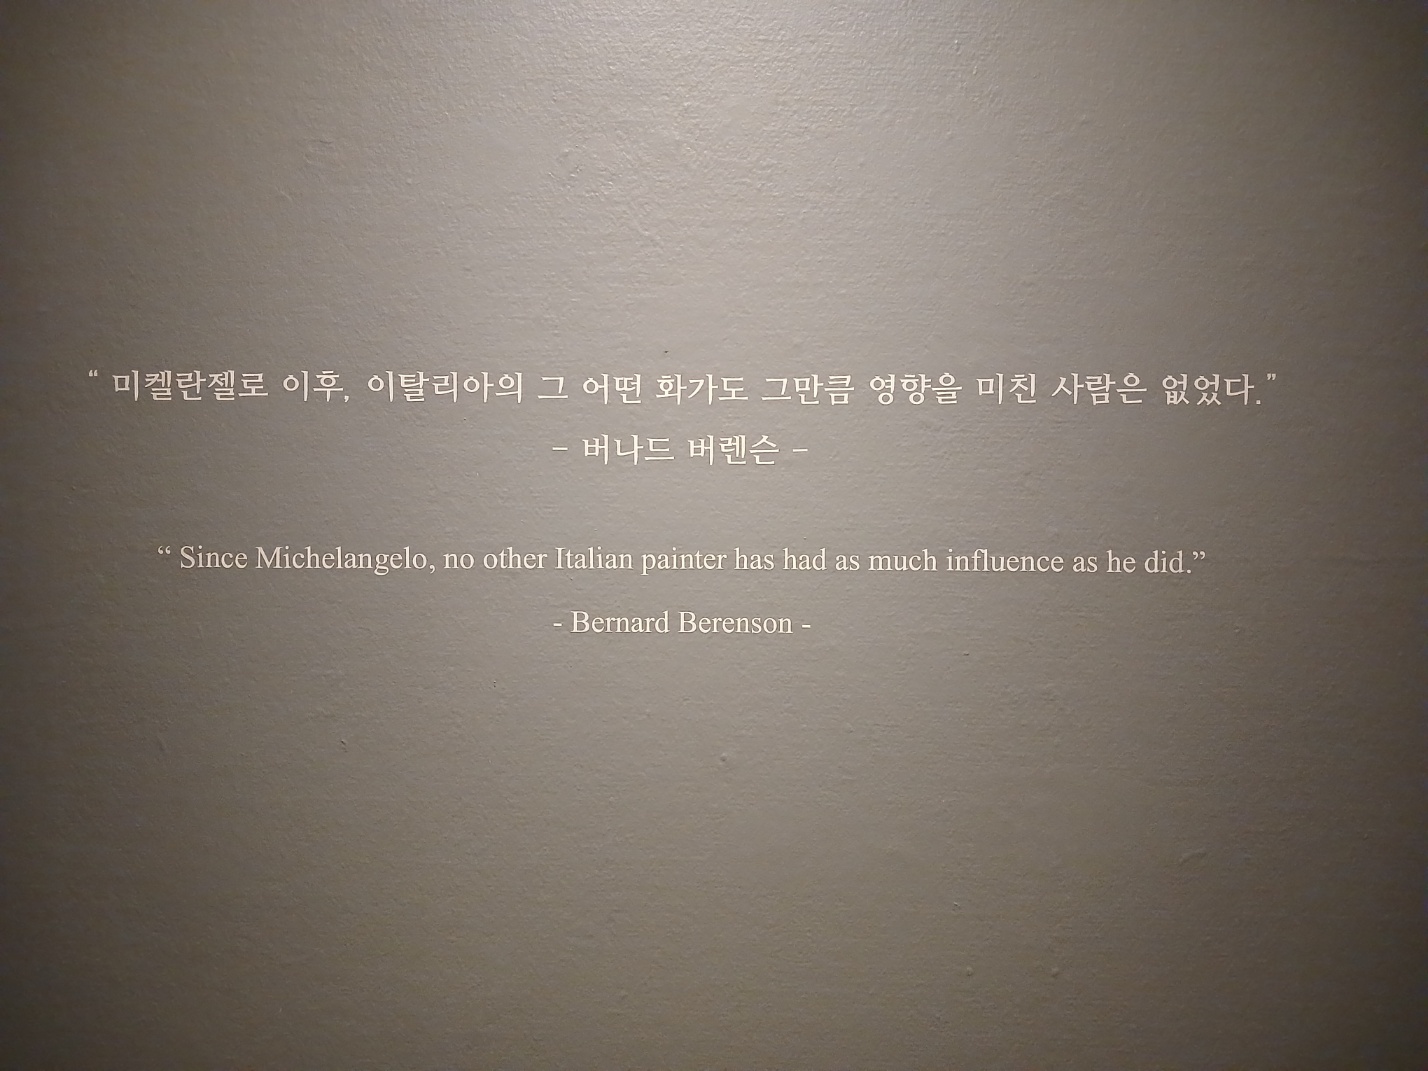 “ 미켈란젤로 이후, 이탈리아의 그 어떤 화가도 그만큼 영향을 미친 사람은 없었다.”
– 버나드 버렌슨 –
“ Since Michelangelo, no other Italian painter has had as much influence as he did.”
- Bernard Berenson -